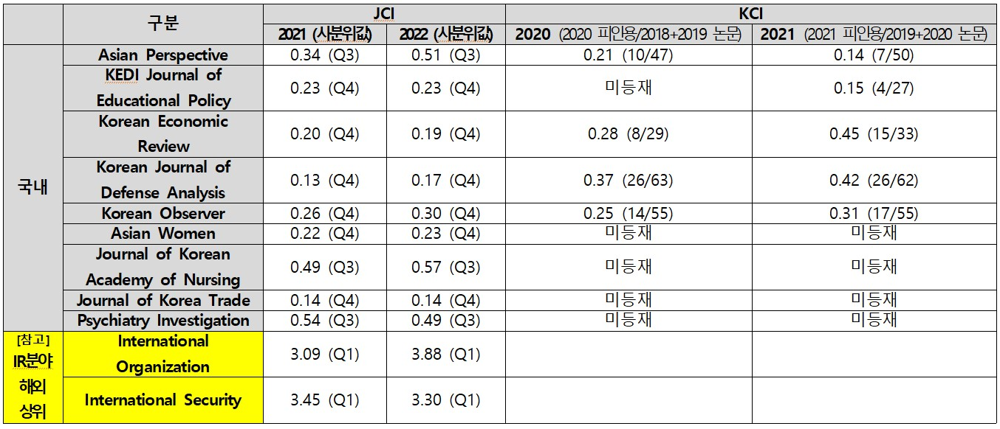 구분 JCI KCI
2021 (사분위값) 2022 (사분위값) 2020 (2020 피인용/2018+2019 논문) 2021 (2021 피인용/2019+2020 논문)
국내
Asian Perspective 0.34 (Q3) 0.51 (Q3) 0.21 (10/47) 0.14 (7/50)
KEDI Journal of
Educational Policy 0.23 (Q4) 0.23 (Q4) 미등재 0.15 (4/27)
Korean Economic
Review 0.20 (Q4) 0.19 (Q4) 0.28 (8/29) 0.45 (15/33)
Korean Journal of
Defense Analysis 0.13 (Q4) 0.17 (Q4) 0.37 (26/63) 0.42 (26/62)
Korean Observer 0.26 (Q4) 0.30 (Q4) 0.25 (14/55) 0.31 (17/55)
Asian Women 0.22 (Q4) 0.23 (Q4) 미등재 미등재
Journal of Korean
Academy of Nursing 0.49 (Q3) 0.57 (Q3) 미등재 미등재
Journal of Korea Trade 0.14 (Q4) 0.14 (Q4) 미등재 미등재
Psychiatry Investigation 0.54 (Q3) 0.49 (Q3) 미등재 미등재
[참고]
IR분야
해외
상위
International
Organization 3.09 (Q1) 3.88 (Q1)
International Security 3.45 (Q1) 3.30 (Q1)